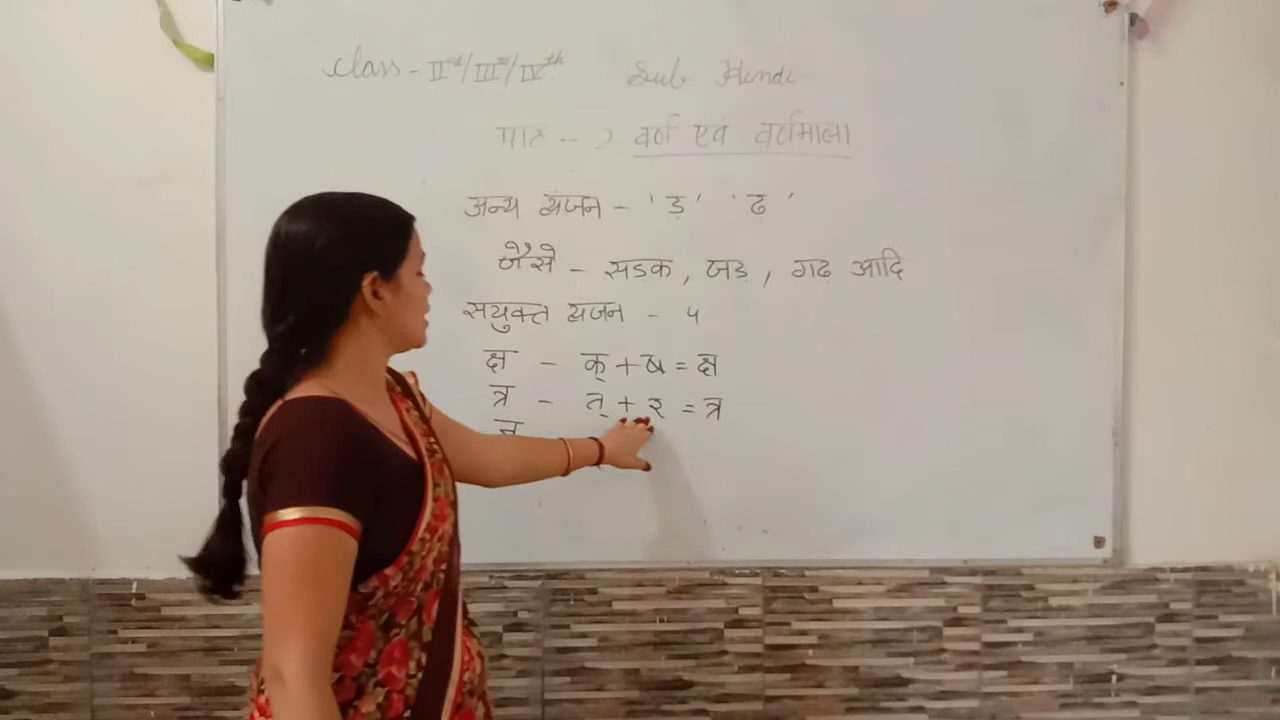 Class - IInd/IIIrd/IVth Sub Hindi
पाठ - 2 वर्ण एवं वर्णमाला
अन्य व्यंजन - 'ड़' 'ढ़'
जैसे - सड़क, जड़, गढ़ आदि
सयुक्त व्यंजन - 4
क्ष - क् + ष = क्ष
त्र - त् + र = त्र